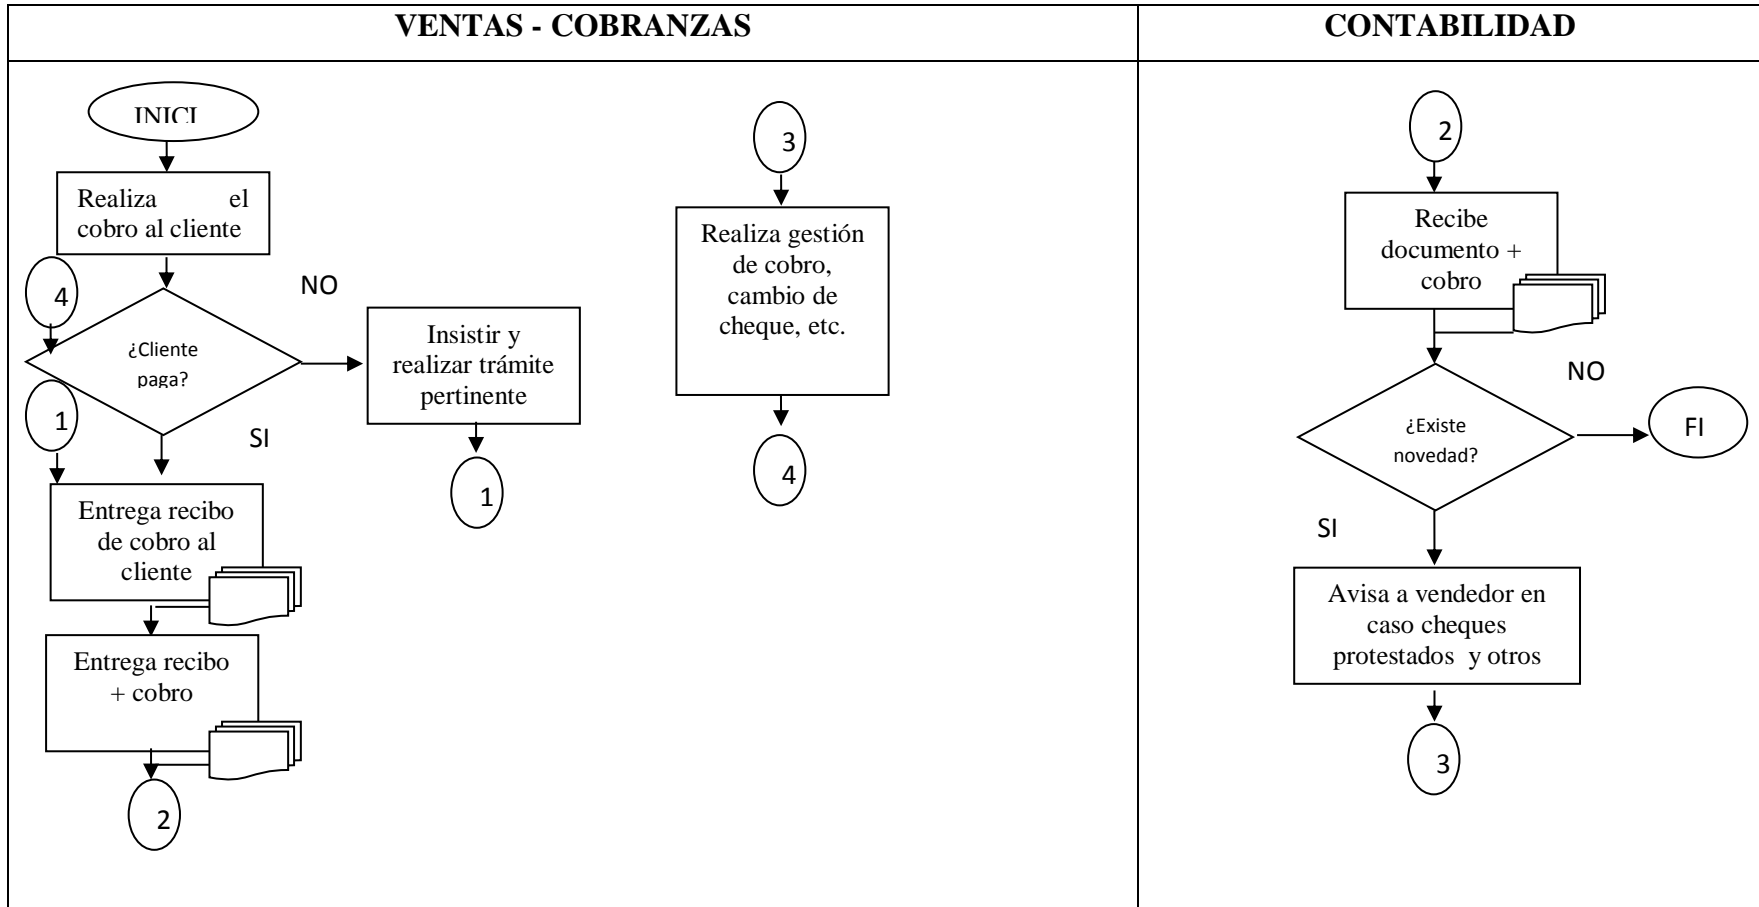 VENTAS - COBRANZAS
CONTABILIDAD
INICI
Realiza el
cobro al cliente
4
¿Cliente
paga?
NO
SI
Insistir y
realizar trámite
pertinente
1
1
Entrega recibo
de cobro al
cliente
Entrega recibo
+ cobro
2
3
Realiza gestión
de cobro,
cambio de
cheque, etc.
4
2
Recibe
documento +
cobro
¿Existe
novedad?
NO
FI
SI
Avisa a vendedor en
caso cheques
protestados y otros
3